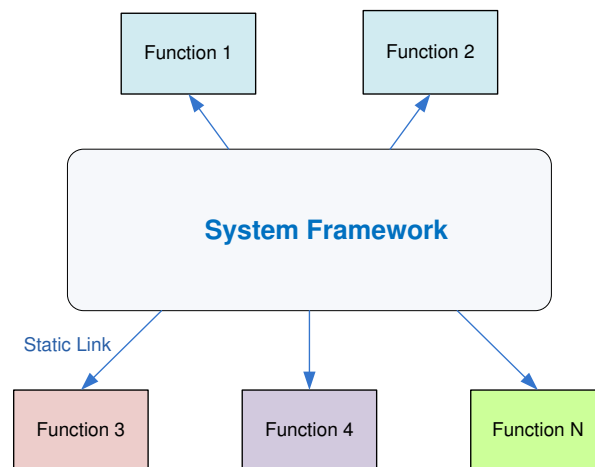 Function 1
Function 2
System Framework
Static Link
Function 3
Function 4
Function N